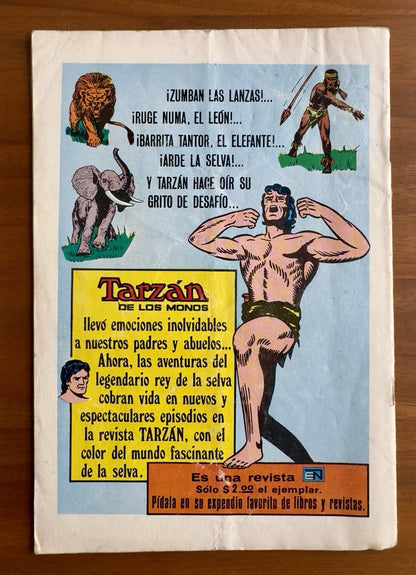 ¡ZUMBAN LAS LANZAS!...
¡RUGE NUMA, EL LEÓN!...
¡BARRITA TANTOR, EL ELEFANTE!...
¡ARDE LA SELVA!...
Y TARZÁN HACE OÍR SU
GRITO DE DESAFÍO...
Tarzán
DE LOS MONOS
llevó emociones inolvidables
a nuestros padres y abuelos...
Ahora, las aventuras del
legendario rey de la selva
cobran vida en nuevos y
espectaculares episodios en
la revista TARZÁN, con el
color del mundo fascinante
de la selva.
Es una revista EN
Sólo $2.00 el ejemplar.
Pídala en su expendio favorito de libros y revistas.